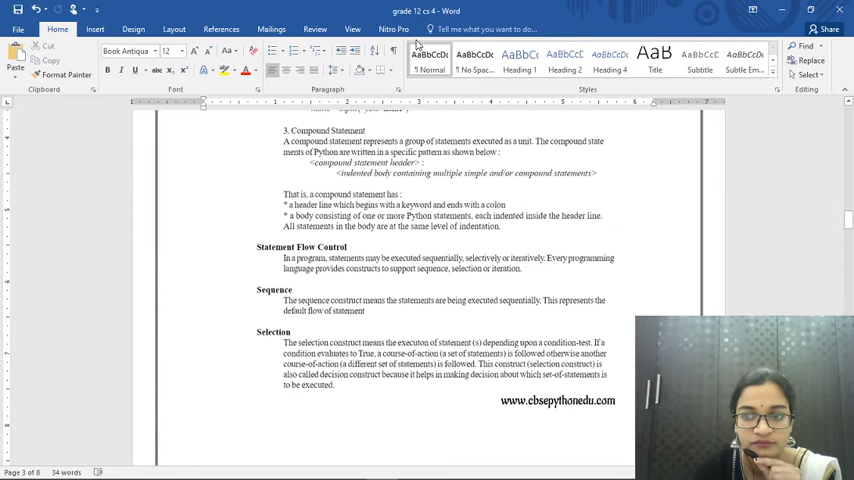 grade 12 cs 4 - Word
File Home Insert Design Layout References Mailings Review View Nitro Pro Tell me what you want to do... Share
Paste
Cut
Copy
Format Painter
Clipboard
Book Antiqua 12
Font
Paragraph
AaBbCcDc AaBbCcDc AaBbCc AaBbCcD AaBbCcDc AaB AaBbCcD AaBbCcDc
¶ Normal ¶ No Spac... Heading 1 Heading 2 Heading 4 Title Subtitle Subtle Em...
Styles
Find
Replace
Select
Editing
3. Compound Statement
A compound statement represents a group of statements executed as a unit. The compound state
ments of Python are written in a specific pattern as shown below :
<compound statement header> :
<indented body containing multiple simple and/or compound statements>
That is, a compound statement has :
* a header line which begins with a keyword and ends with a colon
* a body consisting of one or more Python statements, each indented inside the header line.
All statements in the body are at the same level of indentation.
Statement Flow Control
In a program, statements may be executed sequentially, selectively or iteratively. Every programming
language provides constructs to support sequence, selection or iteration.
Sequence
The sequence construct means the statements are being executed sequentially. This represents the
default flow of statement
Selection
The selection construct means the executon of statement (s) depending upon a condition-test. If a
condition evaluates to True, a course-of-action (a set of statements) is followed otherwise another
course-of-action (a different set of statements) is followed. This construct (selection construct) is
also called decision construct because it helps in making decision about which set-of-statements is
to be executed.
www.cbsepythonedu.com
Page 3 of 8 34 words